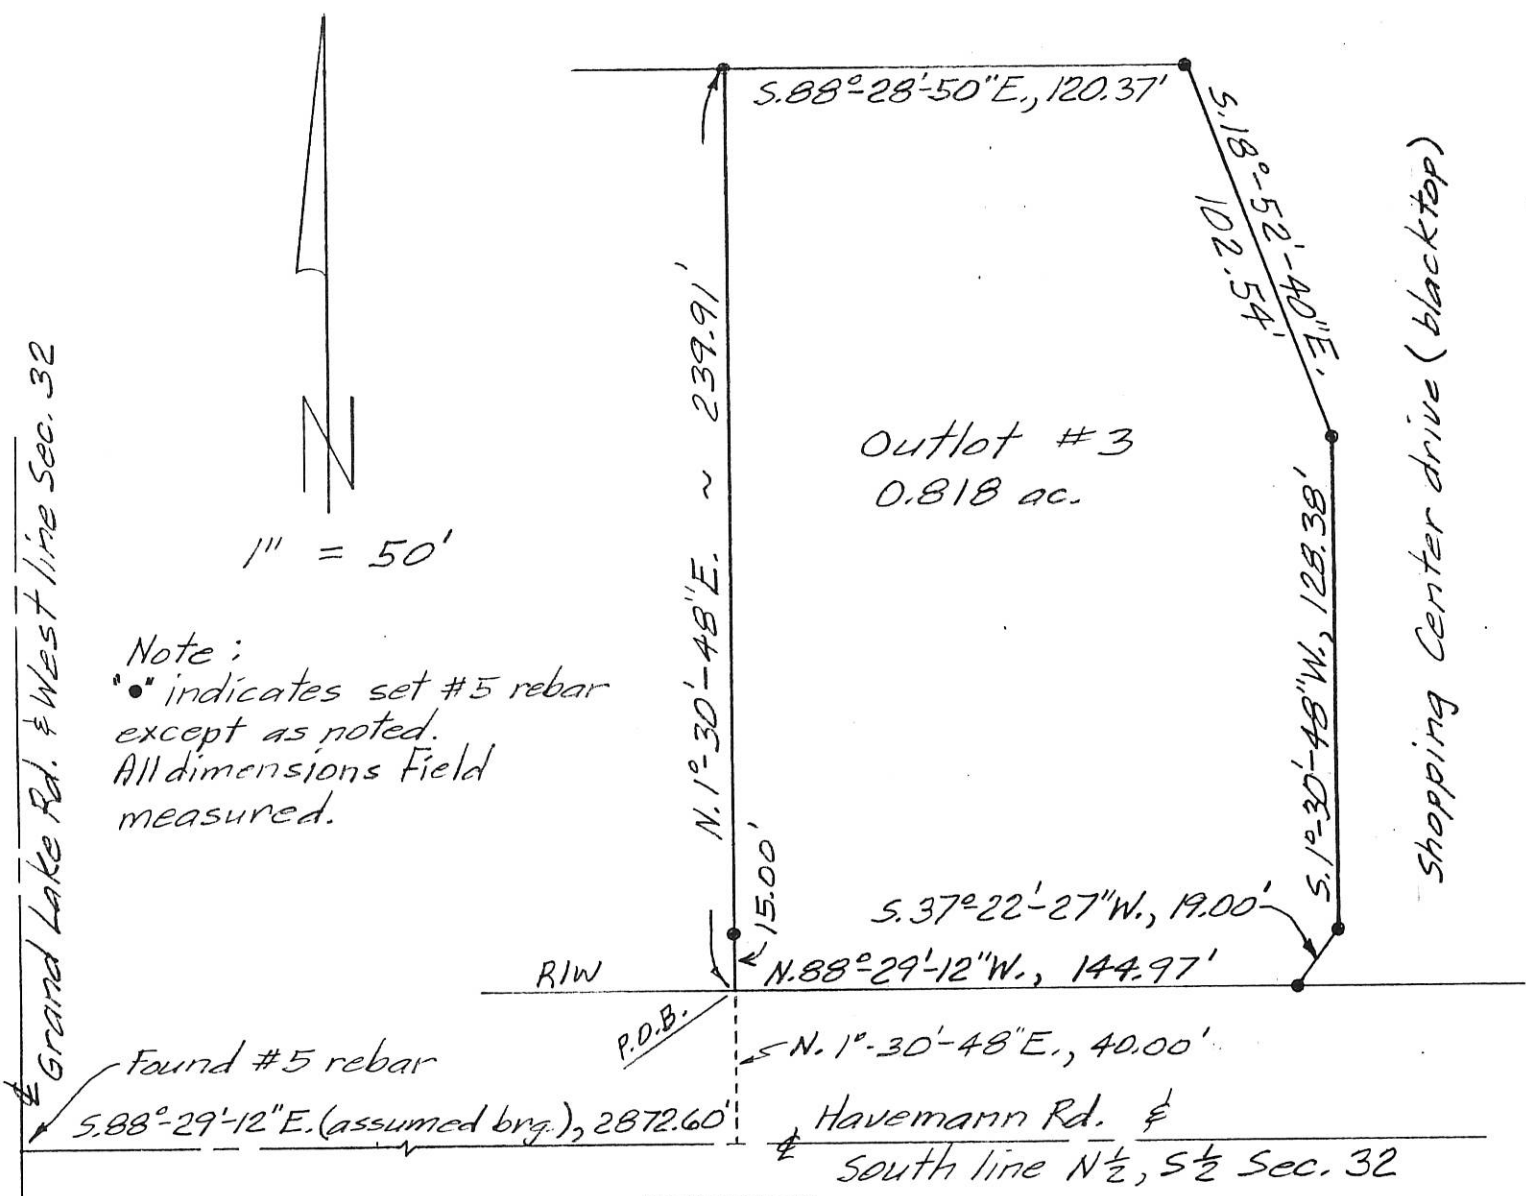 S.88°-28'-50"E., 120.37'
S.18°-52'-40"E.,
102.54'
Shopping Center drive (blacktop)
N.1°-30'-48"E. ~ 239.91'
Outlot #3
0.818 ac.
N
1" = 50'
Note:
"•" indicates set #5 rebar
except as noted.
All dimensions Field
measured.
℄ Grand Lake Rd. & West line Sec. 32
S.1°-30'-48"W., 128.38'
15.00'
S.37°-22'-27"W., 19.00'
R/W
N.88°-29'-12"W., 144.97'
P.O.B.
N.1°-30'-48"E., 40.00'
Found #5 rebar
S.88°-29'-12"E. (assumed brg.), 2872.60'
℄ Havemann Rd. &
South line N½, S½ Sec. 32